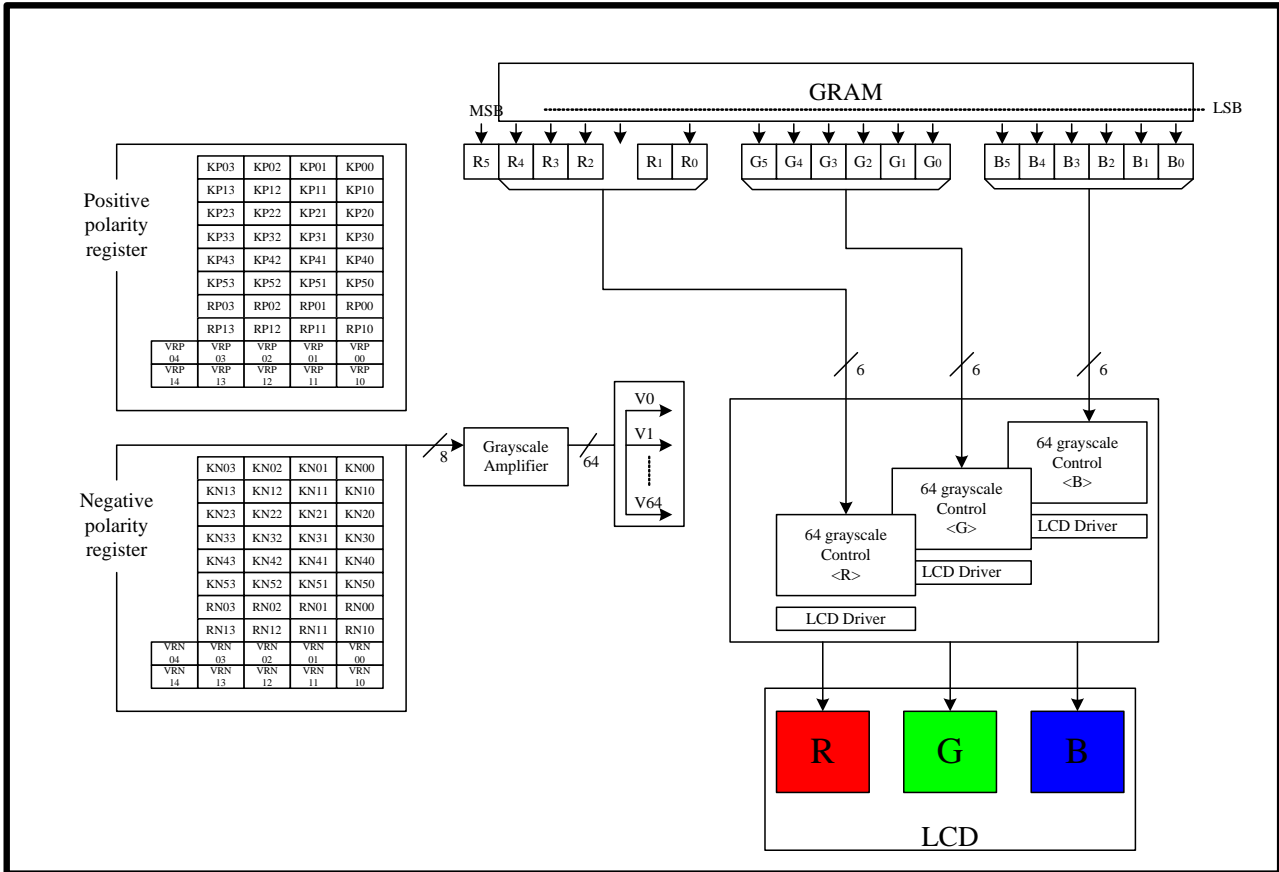 GRAM
MSB
LSB
R5 R4 R3 R2 R1 R0 G5 G4 G3 G2 G1 G0 B5 B4 B3 B2 B1 B0
Positive
polarity
register
KP03 KP02 KP01 KP00
KP13 KP12 KP11 KP10
KP23 KP22 KP21 KP20
KP33 KP32 KP31 KP30
KP43 KP42 KP41 KP40
KP53 KP52 KP51 KP50
RP03 RP02 RP01 RP00
RP13 RP12 RP11 RP10
VRP VRP VRP VRP VRP
04 03 02 01 00
VRP VRP VRP VRP VRP
14 13 12 11 10
6 6 6
Negative
polarity
register
KN03 KN02 KN01 KN00
KN13 KN12 KN11 KN10
KN23 KN22 KN21 KN20
KN33 KN32 KN31 KN30
KN43 KN42 KN41 KN40
KN53 KN52 KN51 KN50
RN03 RN02 RN01 RN00
RN13 RN12 RN11 RN10
VRN VRN VRN VRN VRN
04 03 02 01 00
VRN VRN VRN VRN VRN
14 13 12 11 10
8
Grayscale
Amplifier
64
V0
V1
V64
64 grayscale
Control
<R>
LCD Driver
64 grayscale
Control
<G>
LCD Driver
64 grayscale
Control
<B>
LCD Driver
R G B
LCD